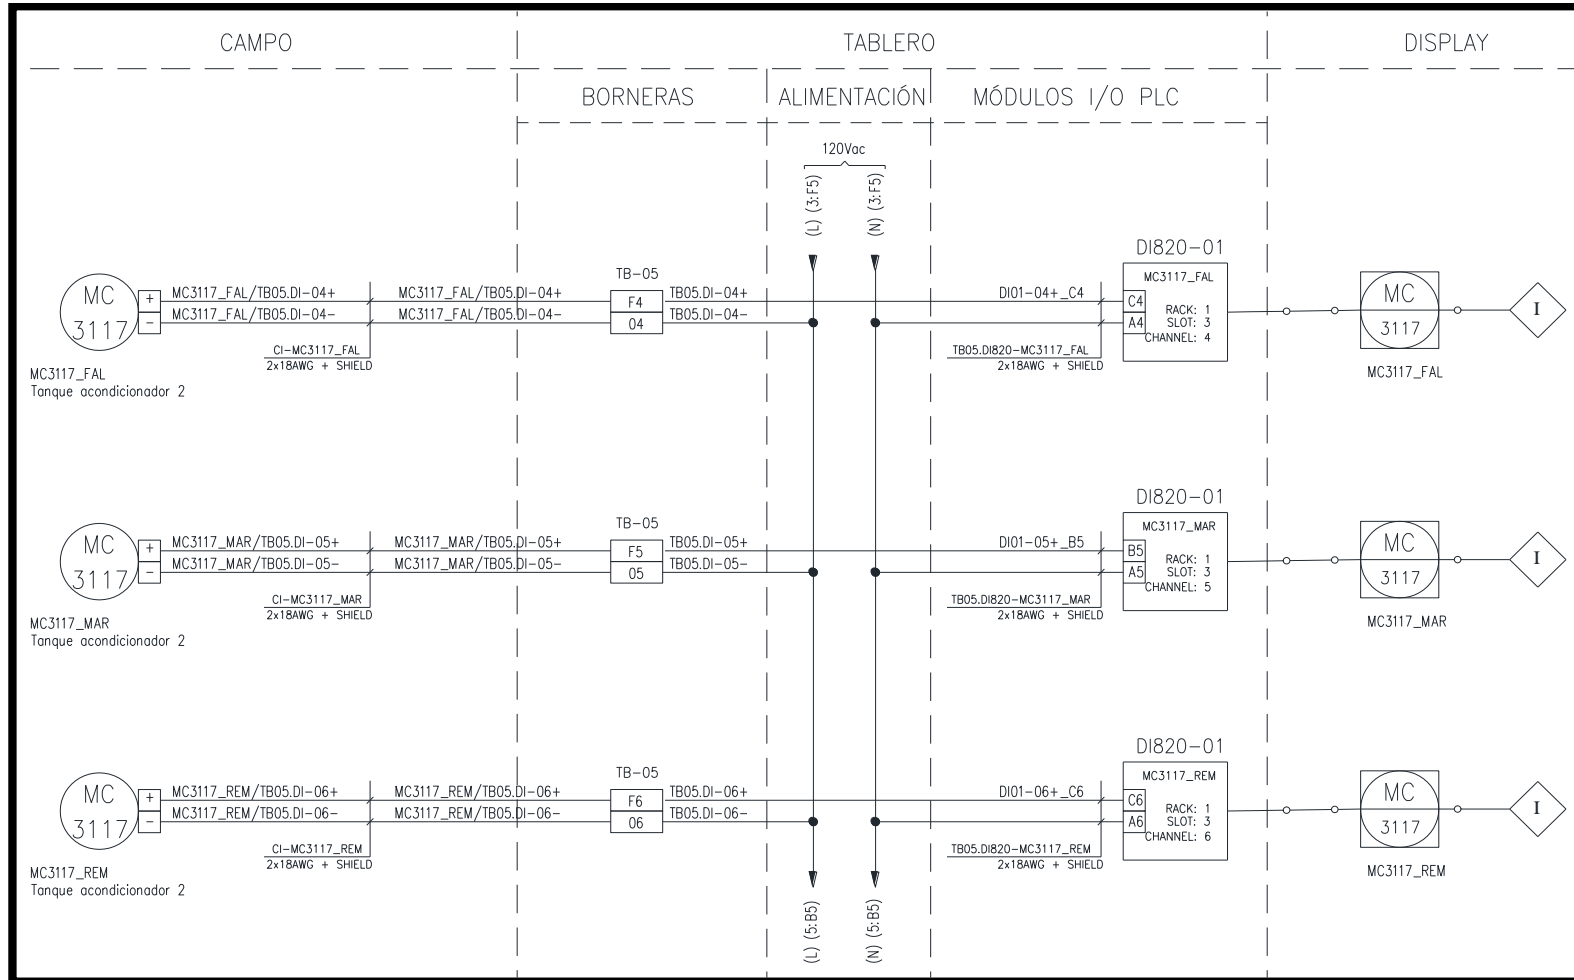 CAMPO
TABLERO
DISPLAY
BORNERAS
ALIMENTACIÓN
MÓDULOS I/O PLC
120Vac
(L) (3:F5)
(N) (3:F5)
DI820-01
TB-05
MC3117_FAL
MC
3117
+
MC3117_FAL/TB05.DI-04+
MC3117_FAL/TB05.DI-04+
F4
TB05.DI-04+
DI01-04+_C4
C4
-
MC3117_FAL/TB05.DI-04-
MC3117_FAL/TB05.DI-04-
04
TB05.DI-04-
A4
RACK: 1
SLOT: 3
CHANNEL: 4
MC
3117
I
CI-MC3117_FAL
2x18AWG + SHIELD
TB05.DI820-MC3117_FAL
2x18AWG + SHIELD
MC3117_FAL
Tanque acondicionador 2
MC3117_FAL
DI820-01
TB-05
MC3117_MAR
MC
3117
+
MC3117_MAR/TB05.DI-05+
MC3117_MAR/TB05.DI-05+
F5
TB05.DI-05+
DI01-05+_B5
B5
-
MC3117_MAR/TB05.DI-05-
MC3117_MAR/TB05.DI-05-
05
TB05.DI-05-
A5
RACK: 1
SLOT: 3
CHANNEL: 5
MC
3117
I
CI-MC3117_MAR
2x18AWG + SHIELD
TB05.DI820-MC3117_MAR
2x18AWG + SHIELD
MC3117_MAR
Tanque acondicionador 2
MC3117_MAR
DI820-01
TB-05
MC3117_REM
MC
3117
+
MC3117_REM/TB05.DI-06+
MC3117_REM/TB05.DI-06+
F6
TB05.DI-06+
DI01-06+_C6
C6
-
MC3117_REM/TB05.DI-06-
MC3117_REM/TB05.DI-06-
06
TB05.DI-06-
A6
RACK: 1
SLOT: 3
CHANNEL: 6
MC
3117
I
CI-MC3117_REM
2x18AWG + SHIELD
TB05.DI820-MC3117_REM
2x18AWG + SHIELD
MC3117_REM
Tanque acondicionador 2
MC3117_REM
(L) (5:B5)
(N) (5:B5)